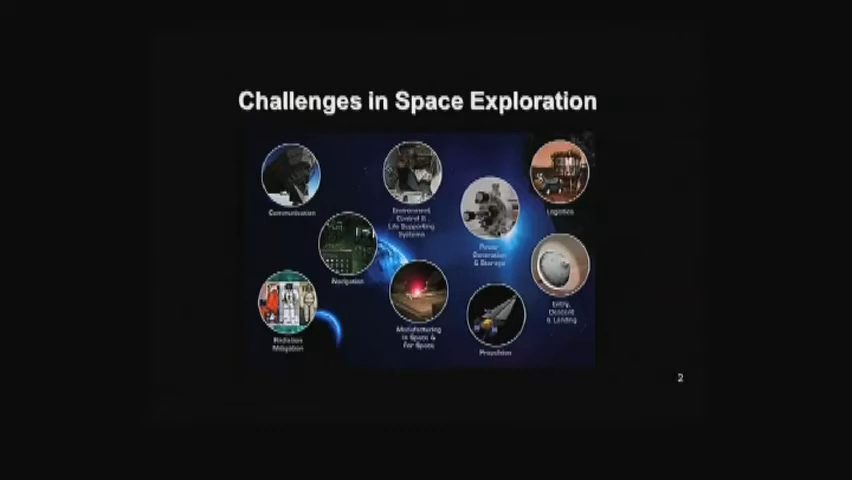 Challenges in Space Exploration
Communication
Environment,
Control &
Life Supporting
Systems
Logistics
Power
Generation
& Storage
Navigation
Entry,
Descent
& Landing
Manufacturing
in Space &
For Space
Radiation
Mitigation
Propulsion
2